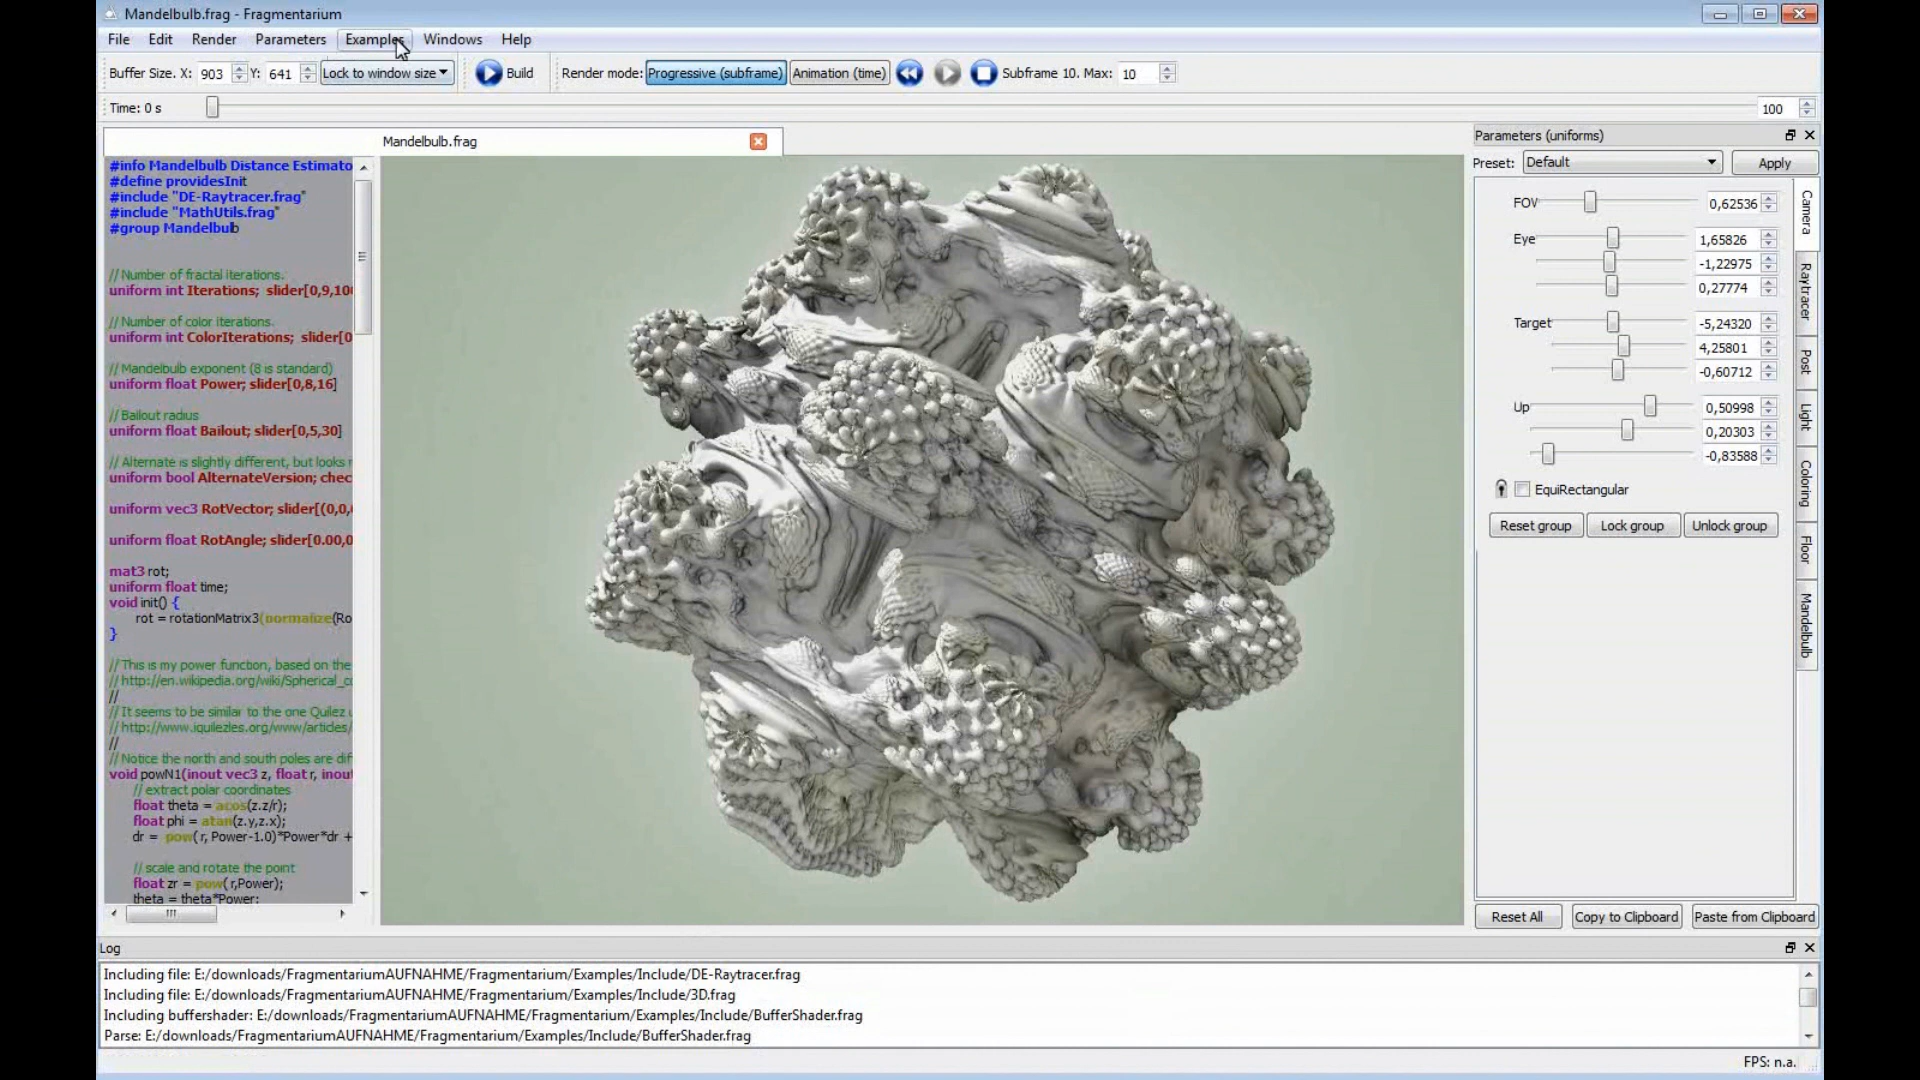 Mandelbulb.frag - Fragmentarium
File Edit Render Parameters Examples Windows Help
Buffer Size. X: 903 Y: 641 Lock to window size Build Render mode: Progressive (subframe) Animation (time) Subframe 10. Max: 10
Time: 0 s 100
Mandelbulb.frag
#info Mandelbulb Distance Estimato
#define providesInit
#include "DE-Raytracer.frag"
#include "MathUtils.frag"
#group Mandelbulb
// Number of fractal iterations.
uniform int Iterations; slider[0,9,100
// Number of color iterations.
uniform int ColorIterations; slider[0
// Mandelbulb exponent (8 is standard)
uniform float Power; slider[0,8,16]
// Bailout radius
uniform float Bailout; slider[0,5,30]
// Alternate is slightly different, but looks
uniform bool AlternateVersion; chec
uniform vec3 RotVector; slider[(0,0,
uniform float RotAngle; slider[0.00,0
mat3 rot;
uniform float time;
void init() {
rot = rotationMatrix3(normalize(Ro
}
// This is my power function, based on the
// http://en.wikipedia.org/wiki/Spherical_co
//
// It seems to be similar to the one Quilez
// http://www.iquilezles.org/www/articles/
//
// Notice the north and south poles are dif
void powN1(inout vec3 z, float r, inout
// extract polar coordinates
float theta = acos(z.z/r);
float phi = atan(z.y,z.x);
dr = pow( r, Power-1.0)*Power*dr +
// scale and rotate the point
float zr = pow( r,Power);
theta = theta*Power;
Parameters (uniforms)
Preset: Default Apply
FOV 0,62536
Eye 1,65826
-1,22975
0,27774
Target -5,24320
4,25801
-0,60712
Up 0,50998
0,20303
-0,83588
EquiRectangular
Reset group Lock group Unlock group
Camera
Raytracer
Post
Light
Coloring
Floor
Mandelbulb
Reset All Copy to Clipboard Paste from Clipboard
Log
Including file: E:/downloads/FragmentariumAUFNAHME/Fragmentarium/Examples/Include/DE-Raytracer.frag
Including file: E:/downloads/FragmentariumAUFNAHME/Fragmentarium/Examples/Include/3D.frag
Including buffershader: E:/downloads/FragmentariumAUFNAHME/Fragmentarium/Examples/Include/BufferShader.frag
Parse: E:/downloads/FragmentariumAUFNAHME/Fragmentarium/Examples/Include/BufferShader.frag
FPS: n.a.